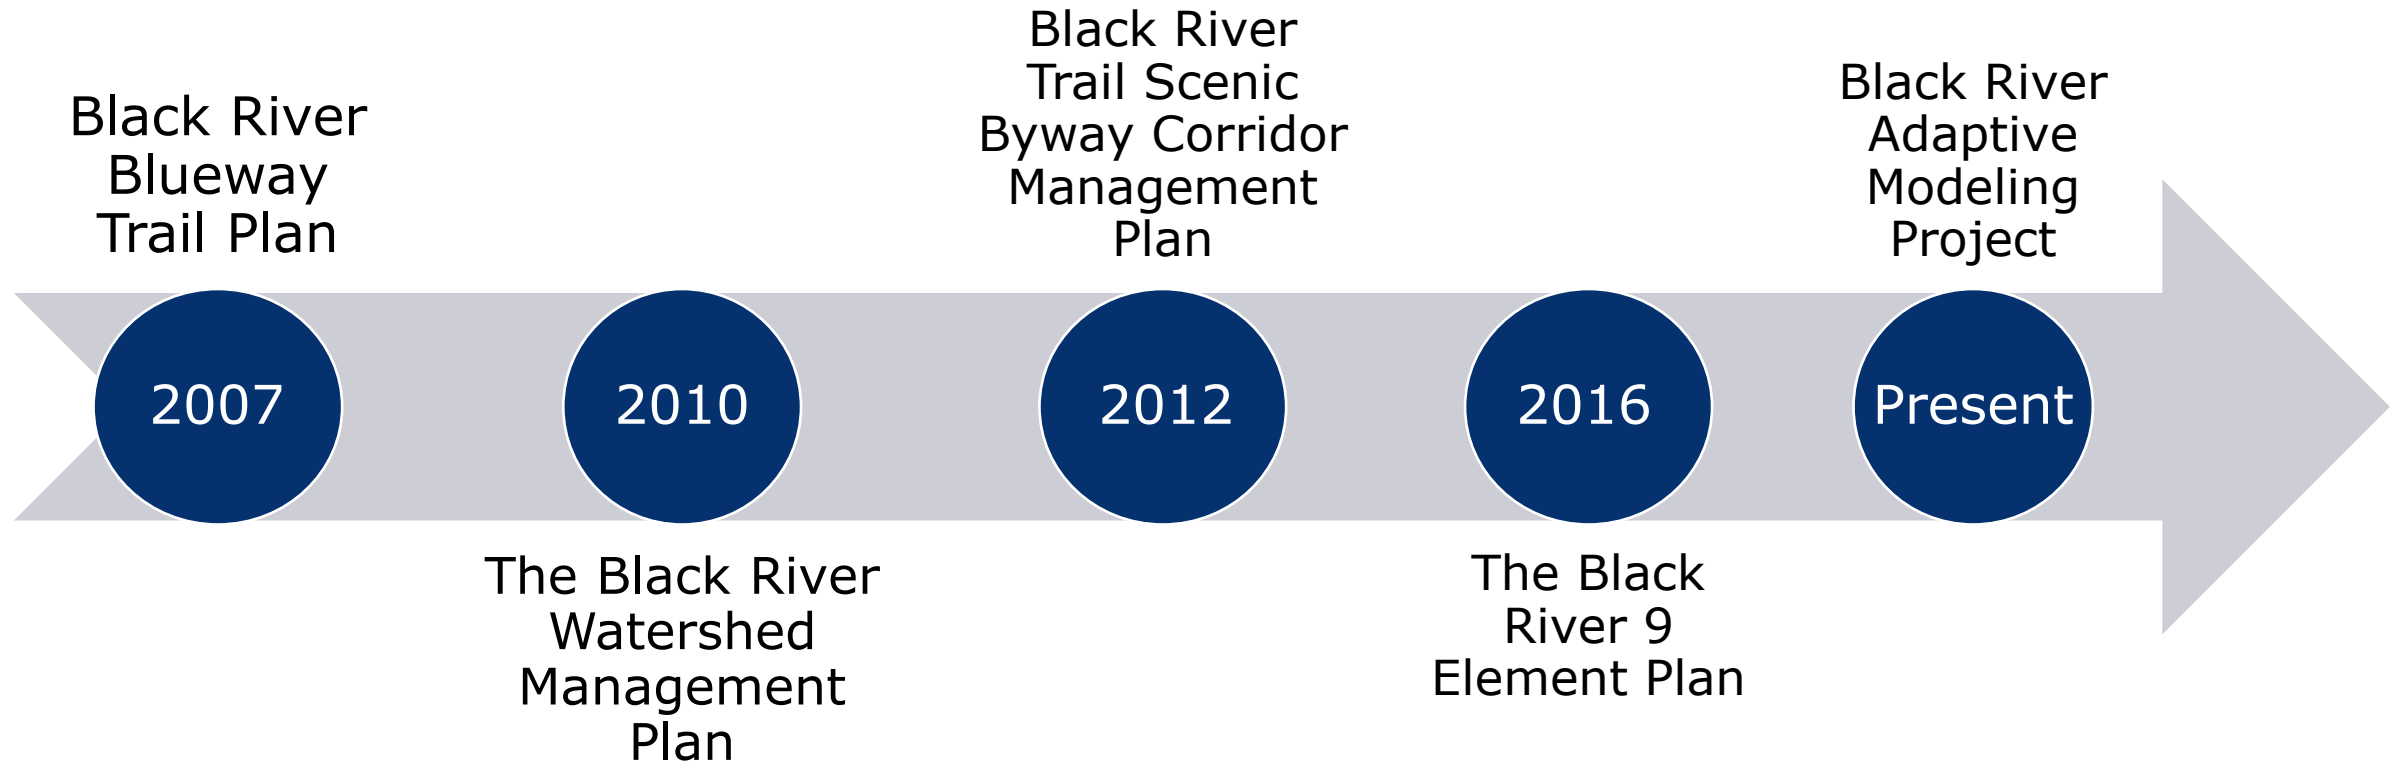 Black River
Blueway
Trail Plan
2007
2010
The Black River
Watershed
Management
Plan
Black River
Trail Scenic
Byway Corridor
Management
Plan
2012
2016
The Black
River 9
Element Plan
Black River
Adaptive
Modeling
Project
Present